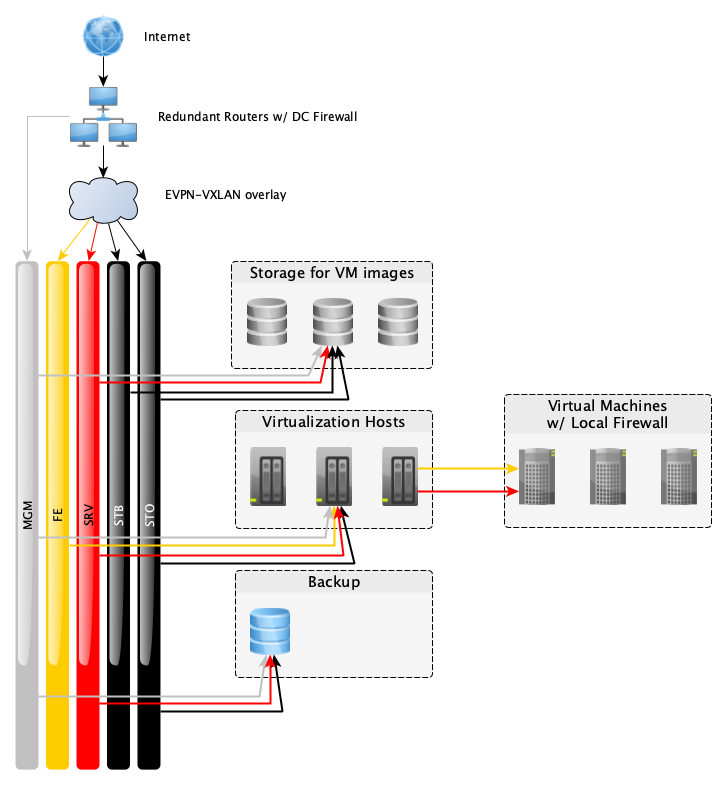 Internet
Redundant Routers w/ DC Firewall
EVPN-VXLAN overlay
Storage for VM images
Virtualization Hosts
Virtual Machines
w/ Local Firewall
MGM
FE
SRV
STB
STO
Backup